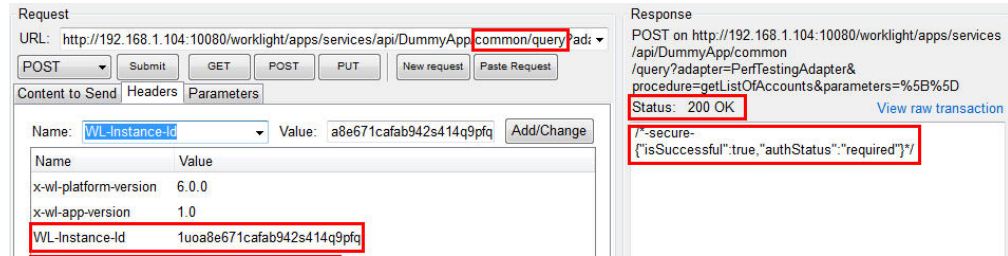 Request
URL: http://192.168.1.104:10080/worklight/apps/services/api/DummyApp/common/query?ada
POST Submit GET POST PUT New request Paste Request
Content to Send Headers Parameters
Name: WL-Instance-Id Value: a8e671cafab942s414q9pfq Add/Change
Name Value
x-wl-platform-version 6.0.0
x-wl-app-version 1.0
WL-Instance-Id 1uoa8e671cafab942s414q9pfq
Response
POST on http://192.168.1.104:10080/worklight/apps/services
/api/DummyApp/common
/query?adapter=PerfTestingAdapter&
procedure=getListOfAccounts&parameters=%5B%5D
Status: 200 OK View raw transaction
/*-secure-
{"isSuccessful":true,"authStatus":"required"}*/